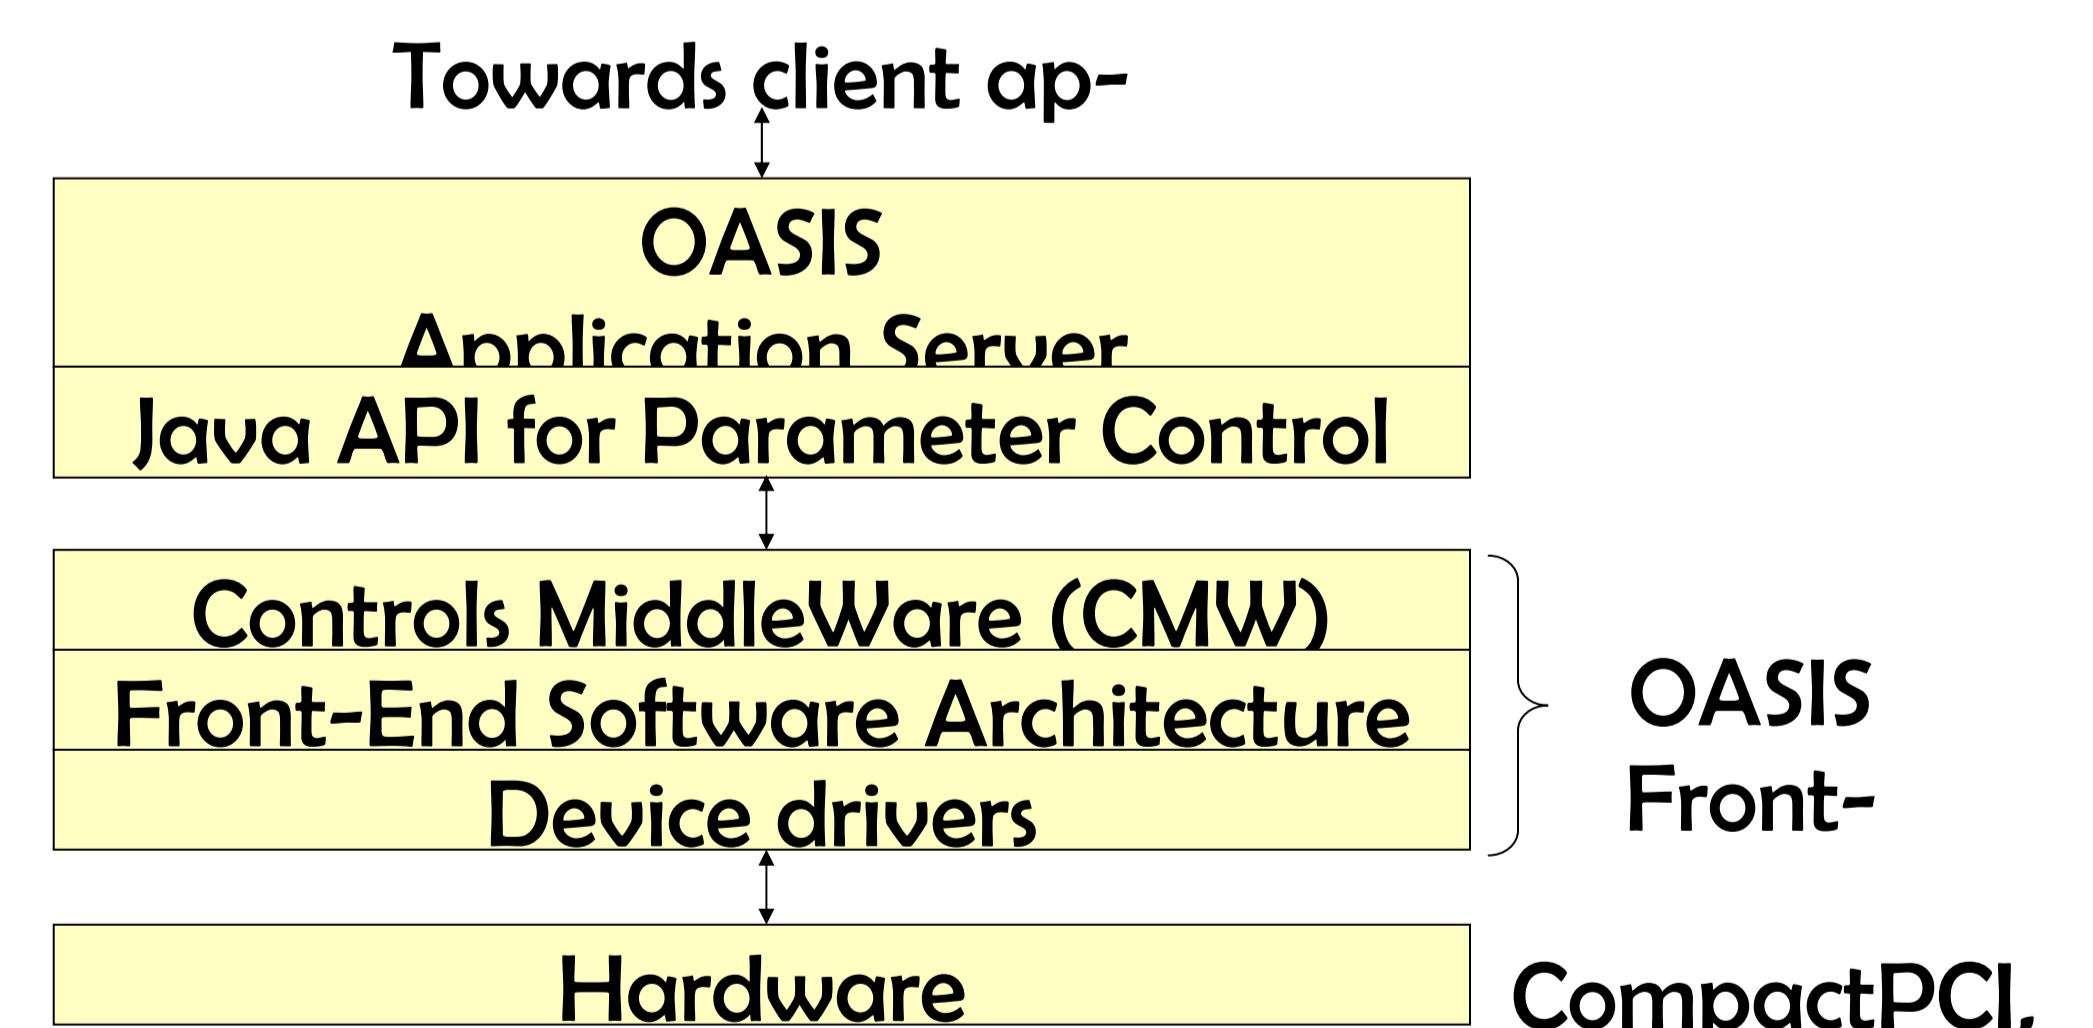 Towards client ap-
OASIS
Application Server
Java API for Parameter Control
Controls MiddleWare (CMW)
Front-End Software Architecture
Device drivers
OASIS
Front-
Hardware
CompactPCI,